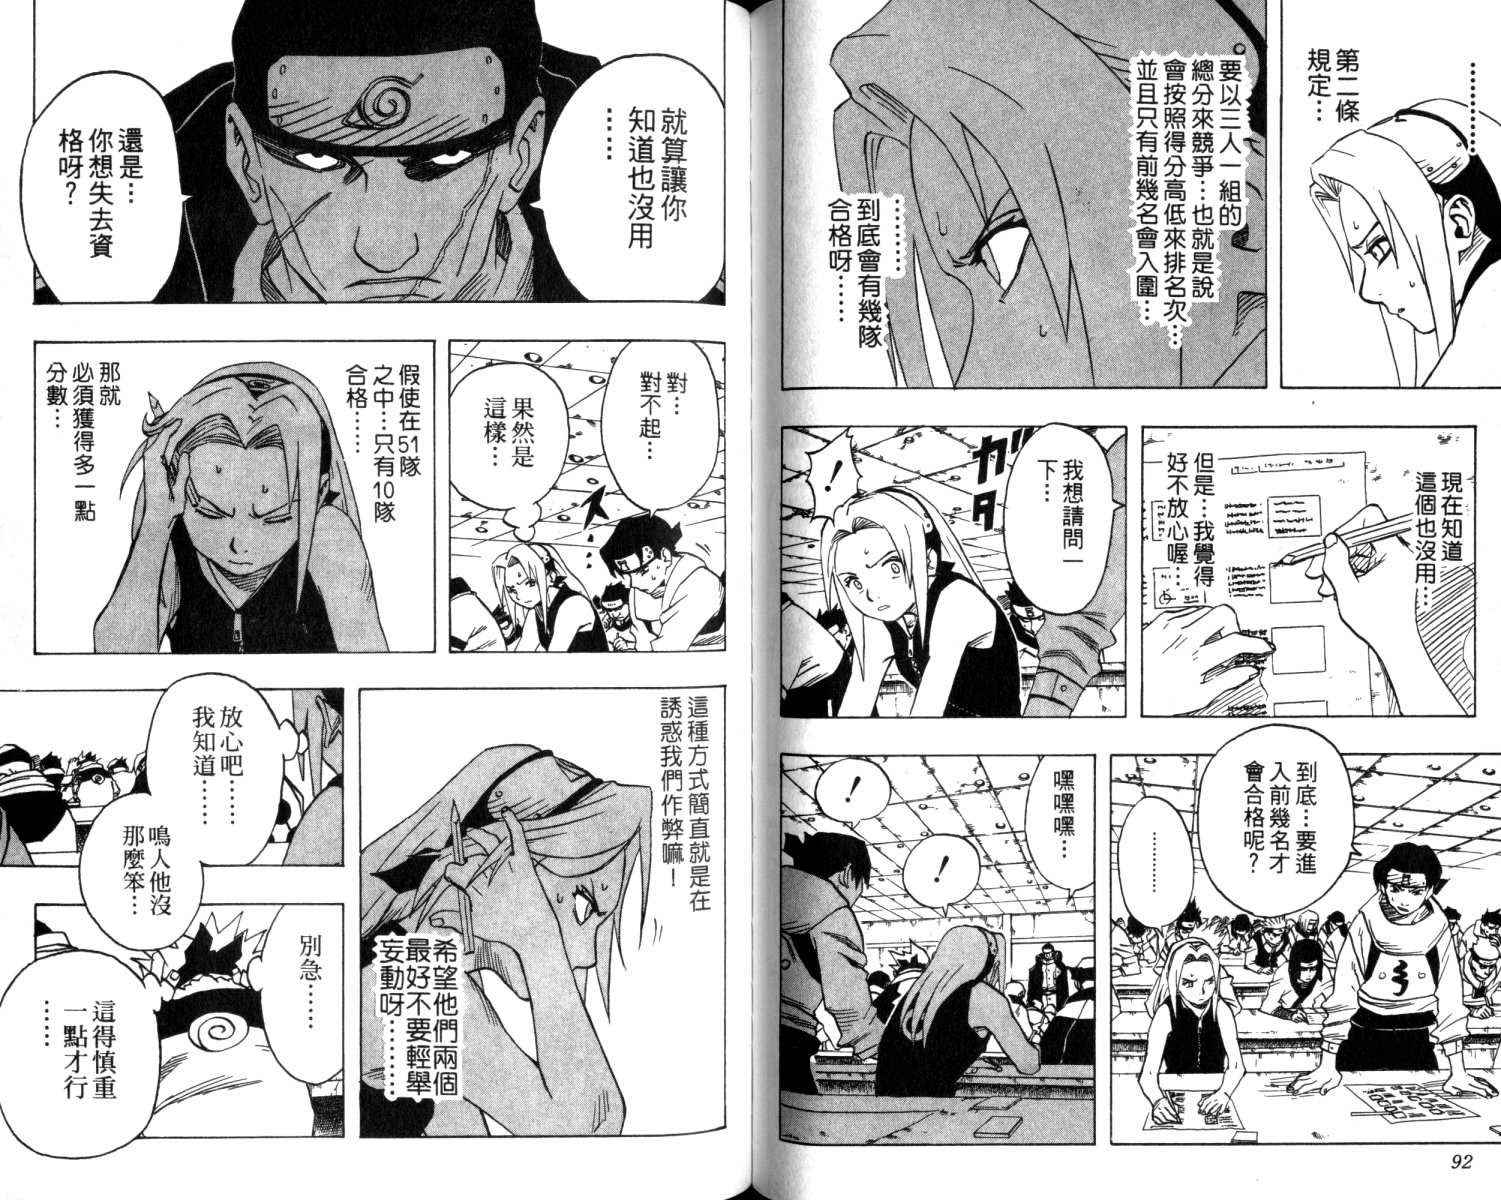 …………
第二條
規定…
要以三人一組的
總分來競爭…也就是說
會按照得分高低來排名次…
並且只有前幾名會入圍…
…………
到底會有幾隊
合格呀……
現在知道
這個也沒用…
但是…我覺得
好不放心喔…
我想請問一
下…
ガタ
！
到底…要進
入前幾名才
會合格呢？
…………
嘿嘿嘿…
！
！
92
就算讓你
知道也沒用
……
還是…
你想失去資
格呀？
對…
對不起…
果然是
這樣…
假使在51隊
之中…只有10隊
合格……
那就
必須獲得多一點
分數…
這種方式簡直就是在
誘惑我們作弊嘛！
希望他們兩個
最好不要輕舉
妄動呀………
放心吧……
我知道……
鳴人他沒
那麼笨…
別急……
這得慎重
一點才行
……